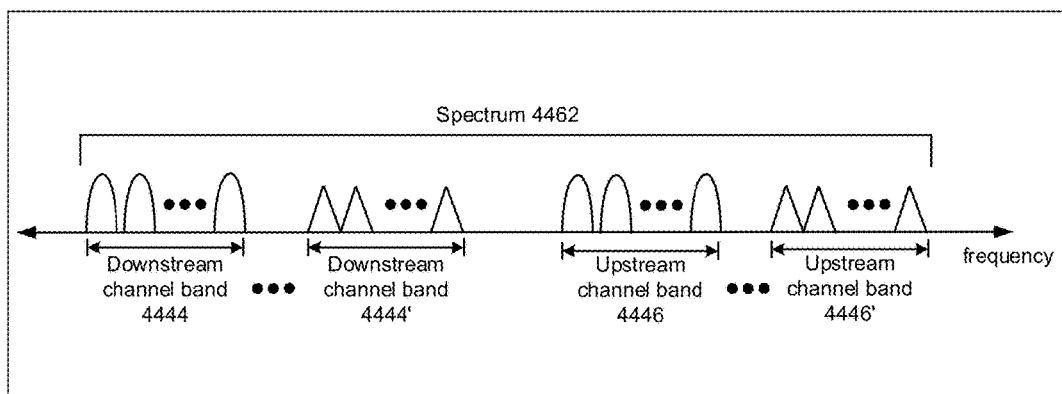 Spectrum 4462
frequency
Downstream
channel band
4444
Downstream
channel band
4444'
Upstream
channel band
4446
Upstream
channel band
4446'